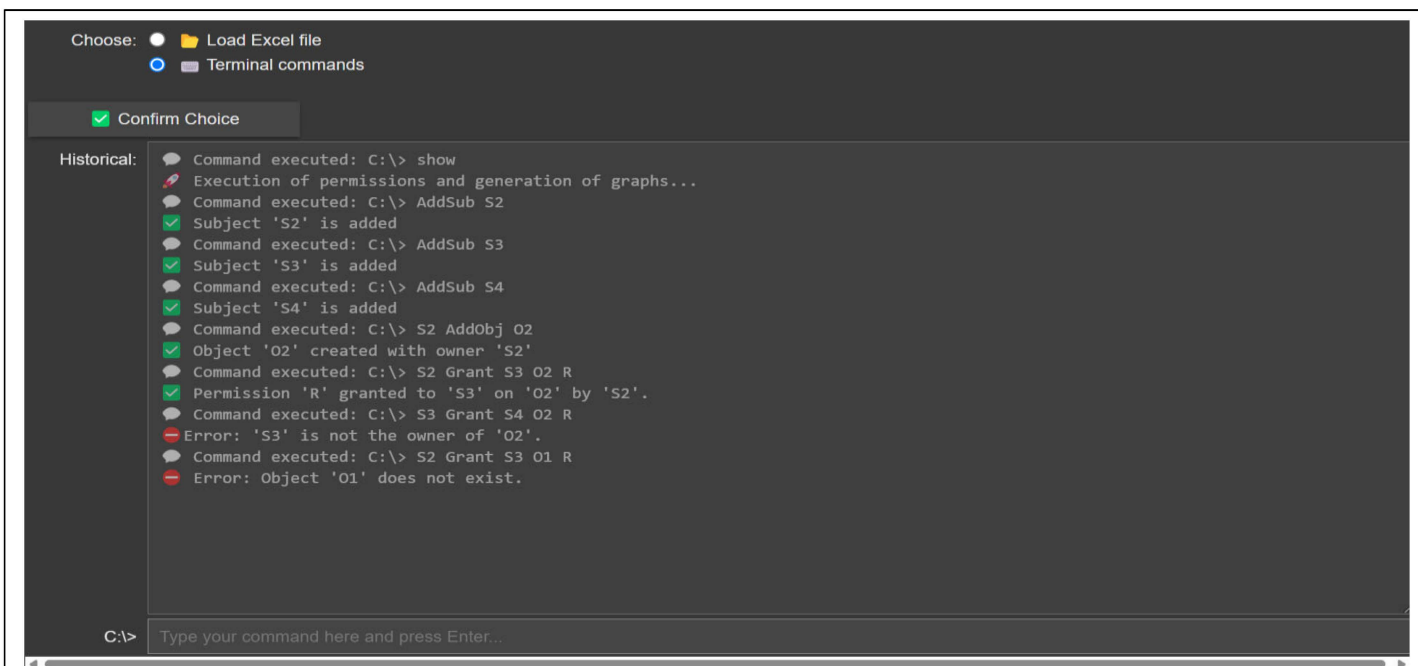 Choose: Load Excel file
Terminal commands
Confirm Choice
Historical:
Command executed: C:\> show
Execution of permissions and generation of graphs...
Command executed: C:\> AddSub S2
Subject 'S2' is added
Command executed: C:\> AddSub S3
Subject 'S3' is added
Command executed: C:\> AddSub S4
Subject 'S4' is added
Command executed: C:\> S2 AddObj O2
Object 'O2' created with owner 'S2'
Command executed: C:\> S2 Grant S3 O2 R
Permission 'R' granted to 'S3' on 'O2' by 'S2'.
Command executed: C:\> S3 Grant S4 O2 R
Error: 'S3' is not the owner of 'O2'.
Command executed: C:\> S2 Grant S3 O1 R
Error: Object 'O1' does not exist.
C:\> Type your command here and press Enter...